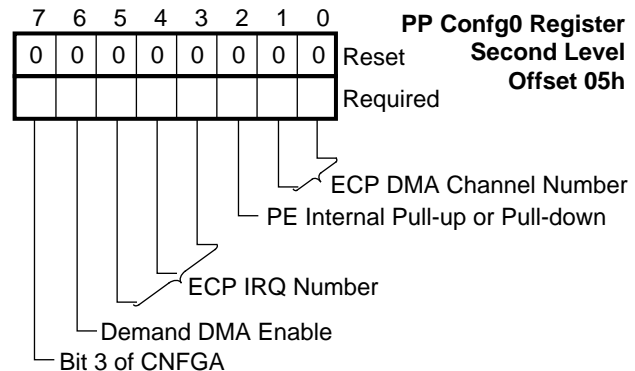 7 6 5 4 3 2 1 0
PP Confg0 Register
Second Level
Offset 05h
0 0 0 0 0 0 0 0 Reset
Required
ECP DMA Channel Number
PE Internal Pull-up or Pull-down
ECP IRQ Number
Demand DMA Enable
Bit 3 of CNFGA